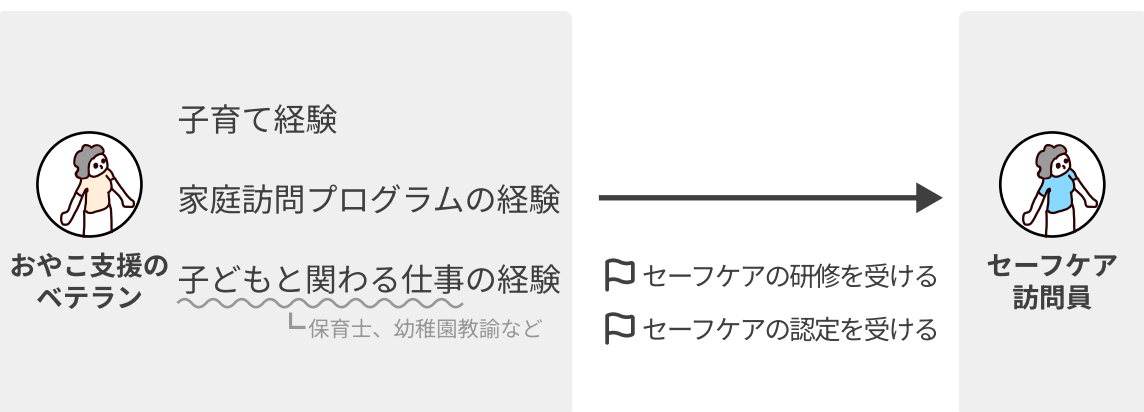 子育て経験
家庭訪問プログラムの経験
おやこ支援の
ベテラン
子どもと関わる仕事の経験
保育士、幼稚園教諭など
セーフケアの研修を受ける
セーフケアの認定を受ける
セーフケア
訪問員